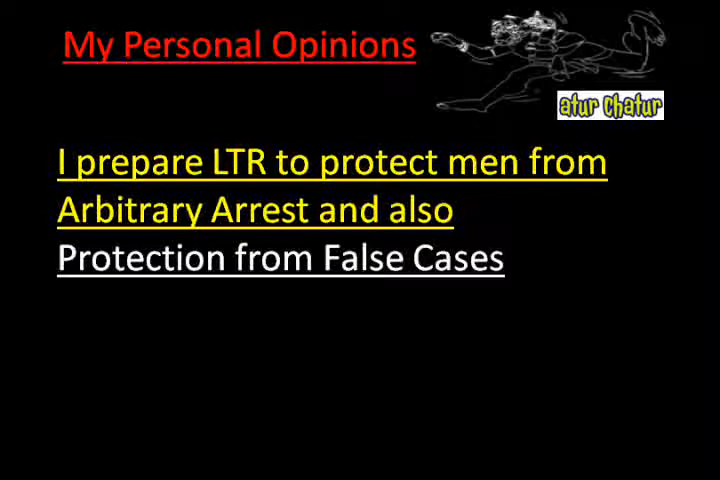 My Personal Opinions
atur chatur
I prepare LTR to protect men from
Arbitrary Arrest and also
Protection from False Cases